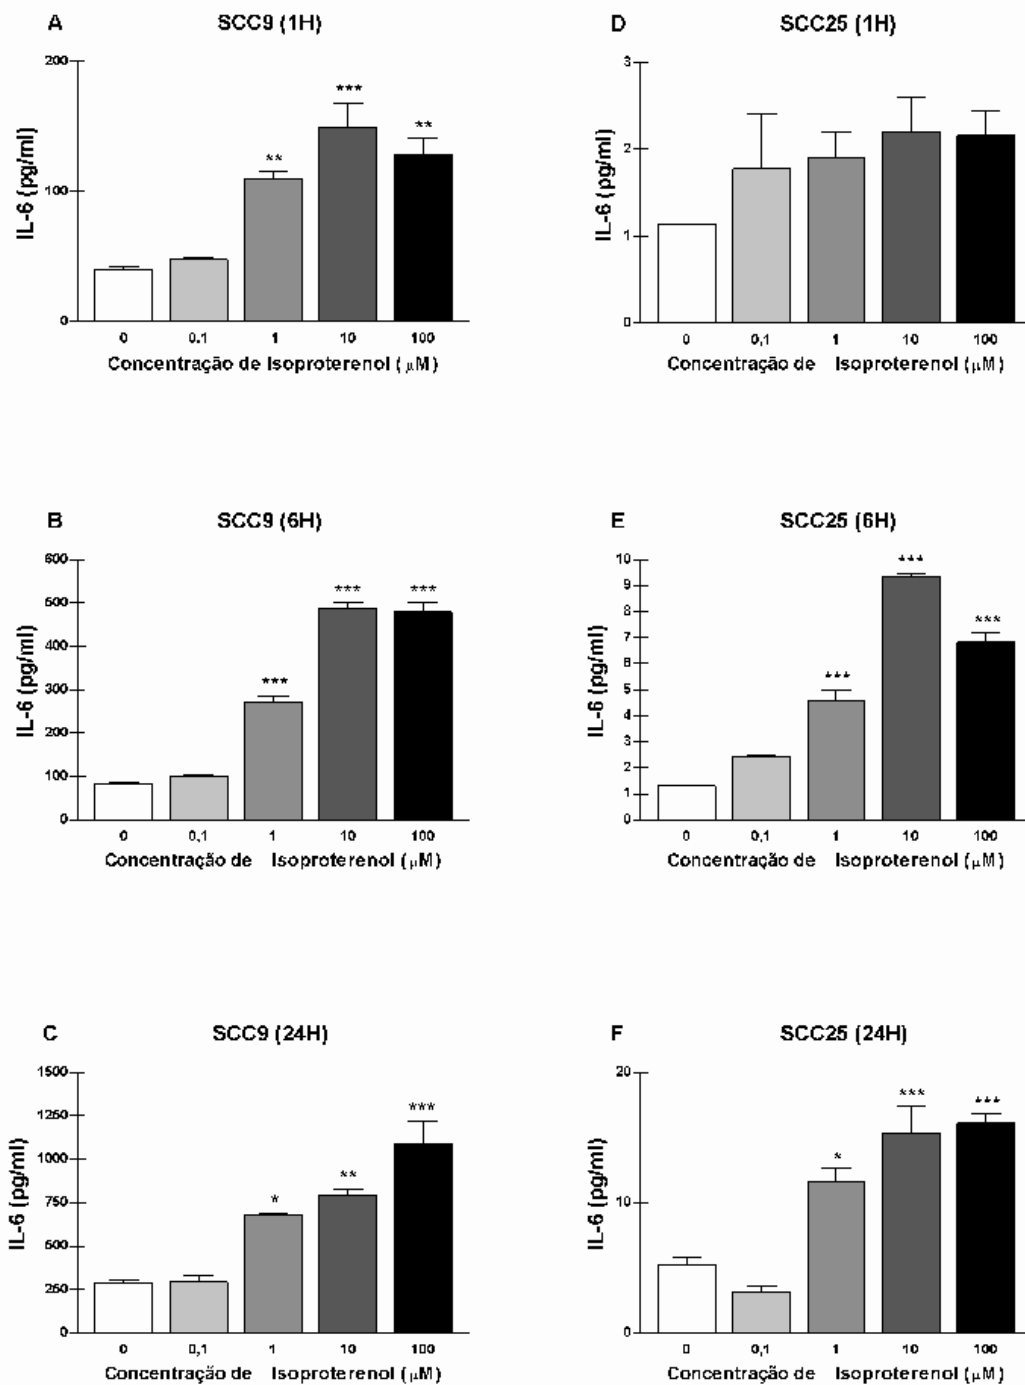 A
SCC9 (1H)
IL-6 (pg/ml)
200
100
0
**
***
**
0 0.1 1 10 100
Concentração de Isoproterenol (μM)
D
SCC25 (1H)
IL-6 (pg/ml)
3
2
1
0
0 0,1 1 10 100
Concentração de Isoproterenol (μM)
B
SCC9 (6H)
IL-6 (pg/ml)
600
500
400
300
200
100
0
***
***
***
0 0,1 1 10 100
Concentração de Isoproterenol (μM)
E
SCC25 (6H)
IL-6 (pg/ml)
10
9
8
7
6
5
4
3
2
1
0
***
***
***
0 0,1 1 10 100
Concentração de Isoproterenol (μM)
C
SCC9 (24H)
IL-6 (pg/ml)
1500
1250
1000
750
500
250
0
*
**
***
0 0,1 1 10 100
Concentração de Isoproterenol (μM)
F
SCC25 (24H)
IL-6 (pg/ml)
20
10
0
*
***
***
0 0,1 1 10 100
Concentração de Isoproterenol (μM)